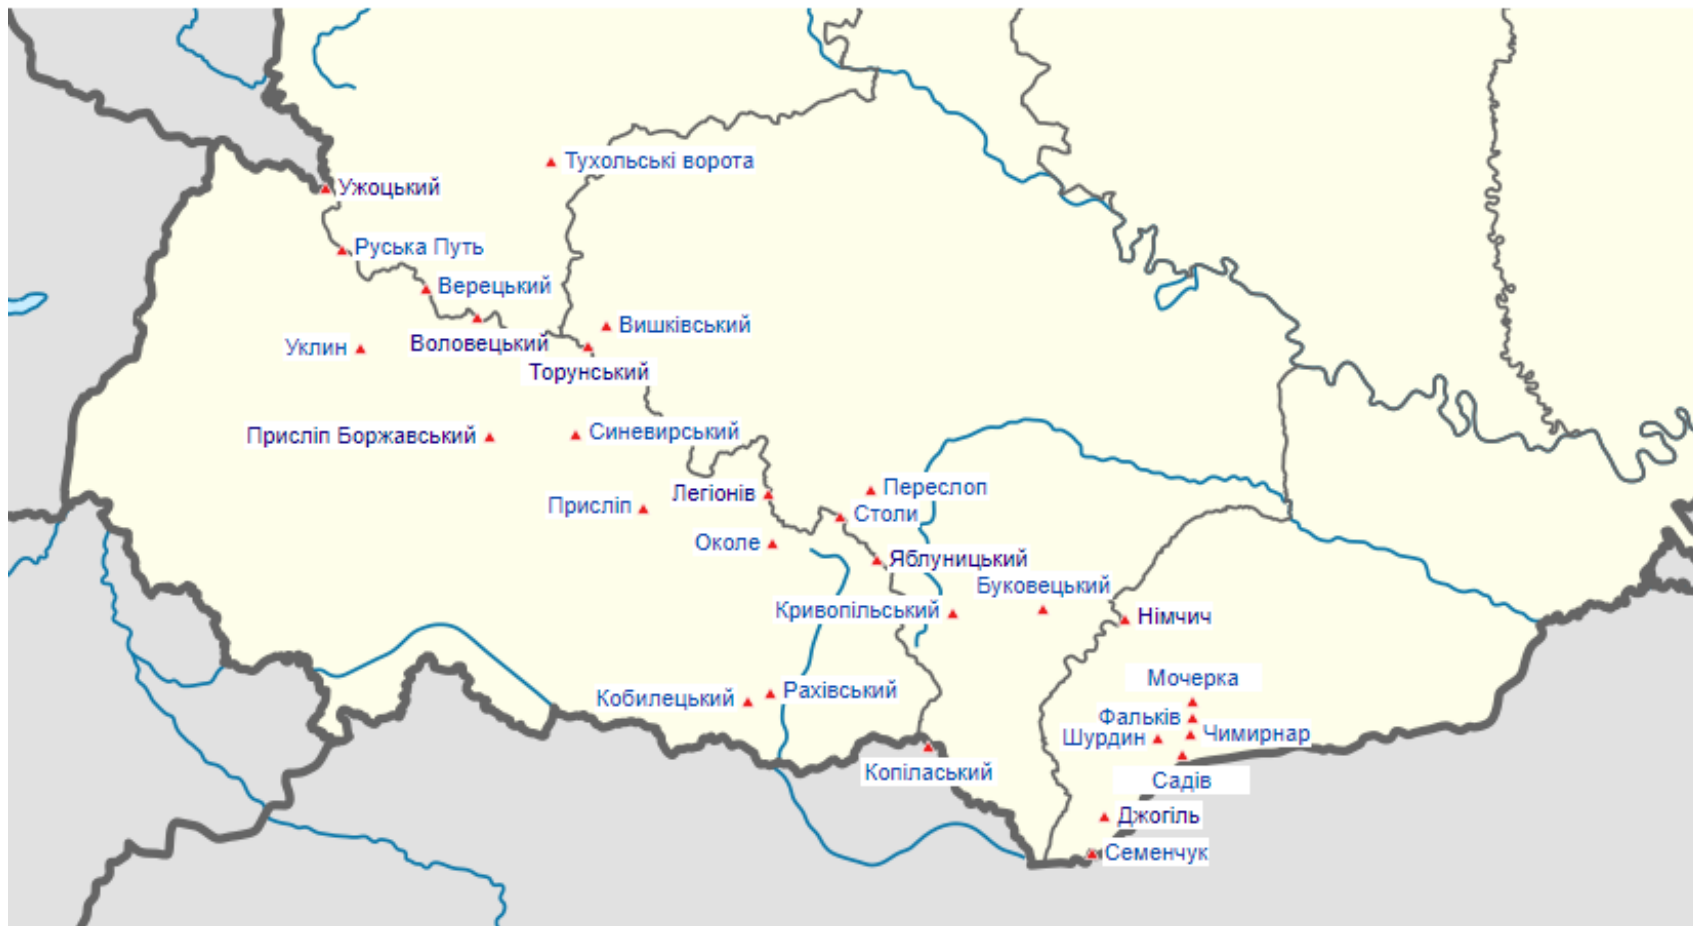 Тухольські ворота
Ужоцький
Руська Путь
Верецький
Вишківський
Уклин
Воловецький
Торунський
Присліп Боржавський
Синевирський
Легіонів
Переслоп
Присліп
Столи
Околе
Яблуницький
Буковецький
Кривопільський
Німчич
Мочерка
Кобилецький
Рахівський
Фальків
Шурдин
Чимирнар
Копіласький
Садів
Джогіль
Семенчук